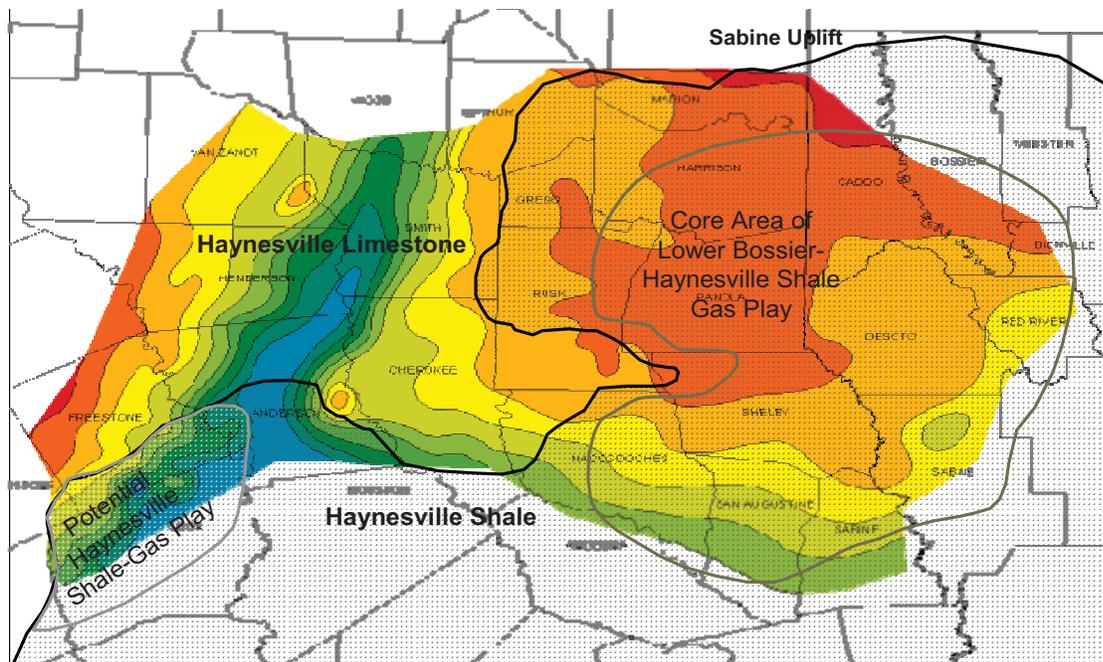 Sabine Uplift
MARION
VAN ZANDT
WEBSTER
BOSSIER
HARRISON
CADDO
GREGG
Core Area of
Lower Bossier-
Haynesville Shale
Gas Play
SMITH
Haynesville Limestone
BIENVILLE
HENDERSON
RUSK
PANOLA
RED RIVER
DESOTO
CHEROKEE
FREESTONE
ANDERSON
SHELBY
NACOGDOCHES
SABINE
Potential
Haynesville
Shale-Gas Play
SAN AUGUSTINE
Haynesville Shale
SABINE